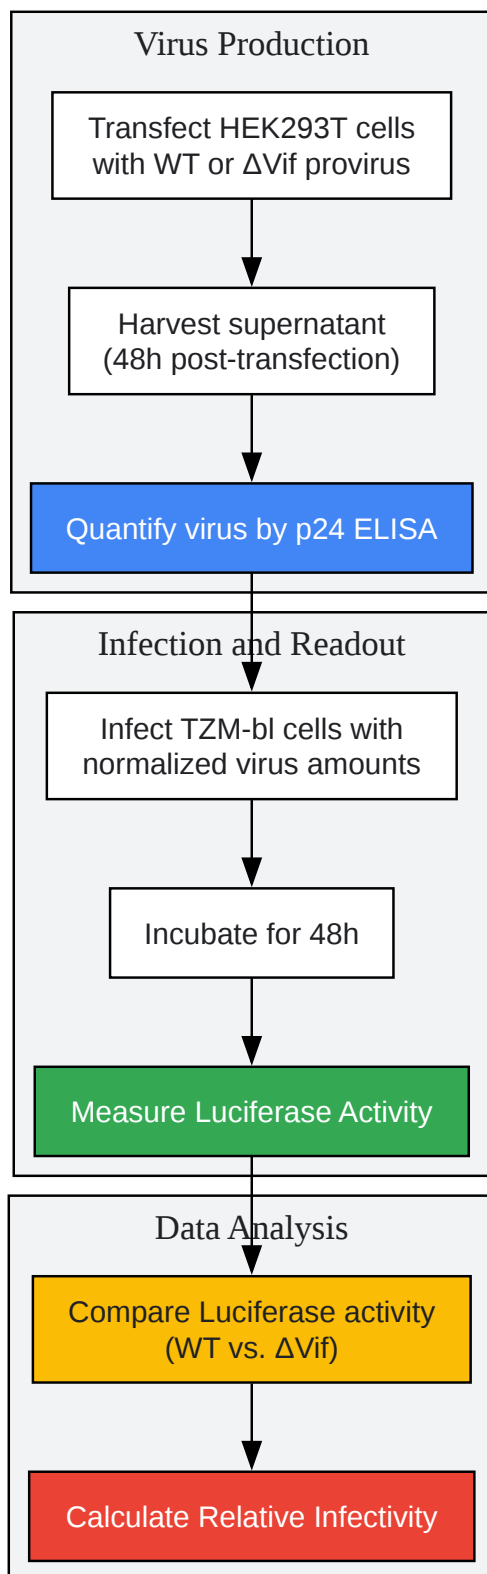 Virus Production
Transfect HEK293T cells
with WT or ΔVif provirus
Harvest supernatant
(48h post-transfection)
Quantify virus by p24 ELISA
Infection and Readout
Infect TZM-bl cells with
normalized virus amounts
Incubate for 48h
Measure Luciferase Activity
Data Analysis
Compare Luciferase activity
(WT vs. ΔVif)
Calculate Relative Infectivity